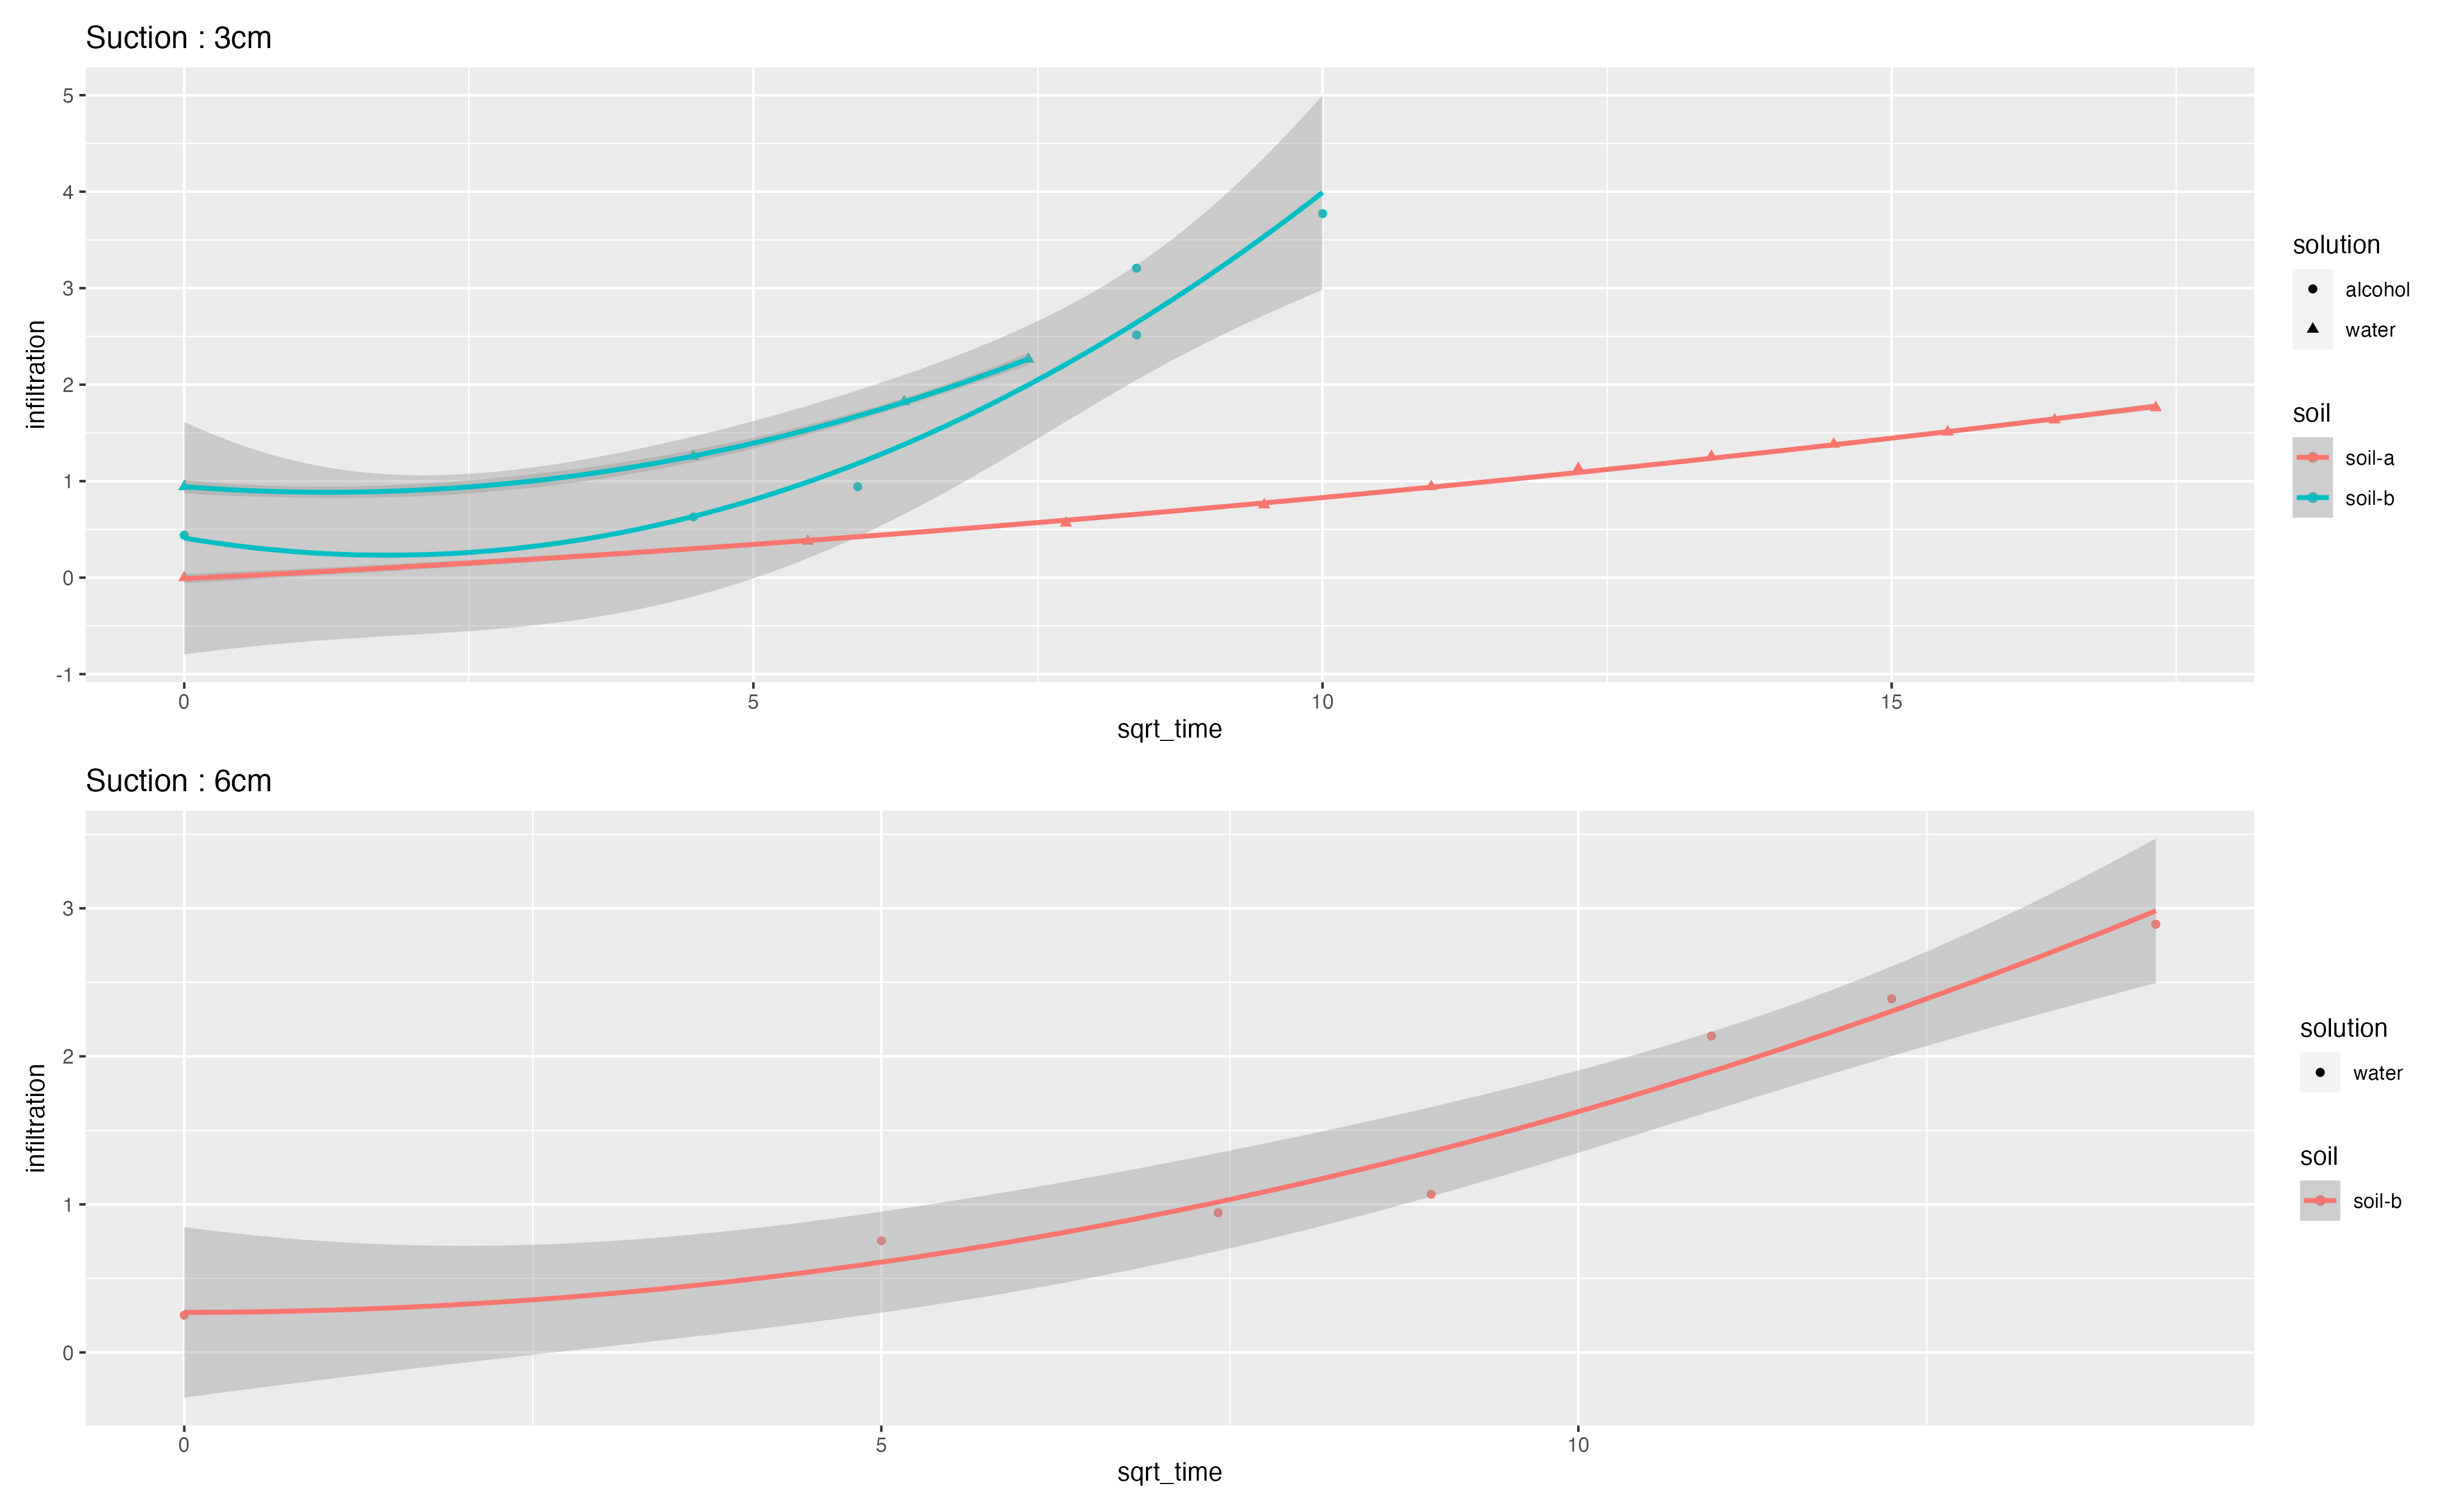 Suction : 3cm
5
4
3
2
1
0
-1
infiltration
0 5 10 15
sqrt_time
solution
alcohol
water
soil
soil-a
soil-b
Suction : 6cm
3
2
1
0
infiltration
0 5 10
sqrt_time
solution
water
soil
soil-b